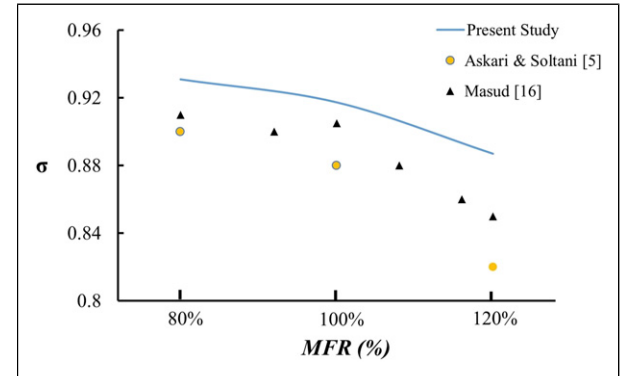 0.96
0.92
0.88
0.84
0.8
σ
80%
100%
120%
MFR (%)
Present Study
Askari & Soltani [5]
Masud [16]